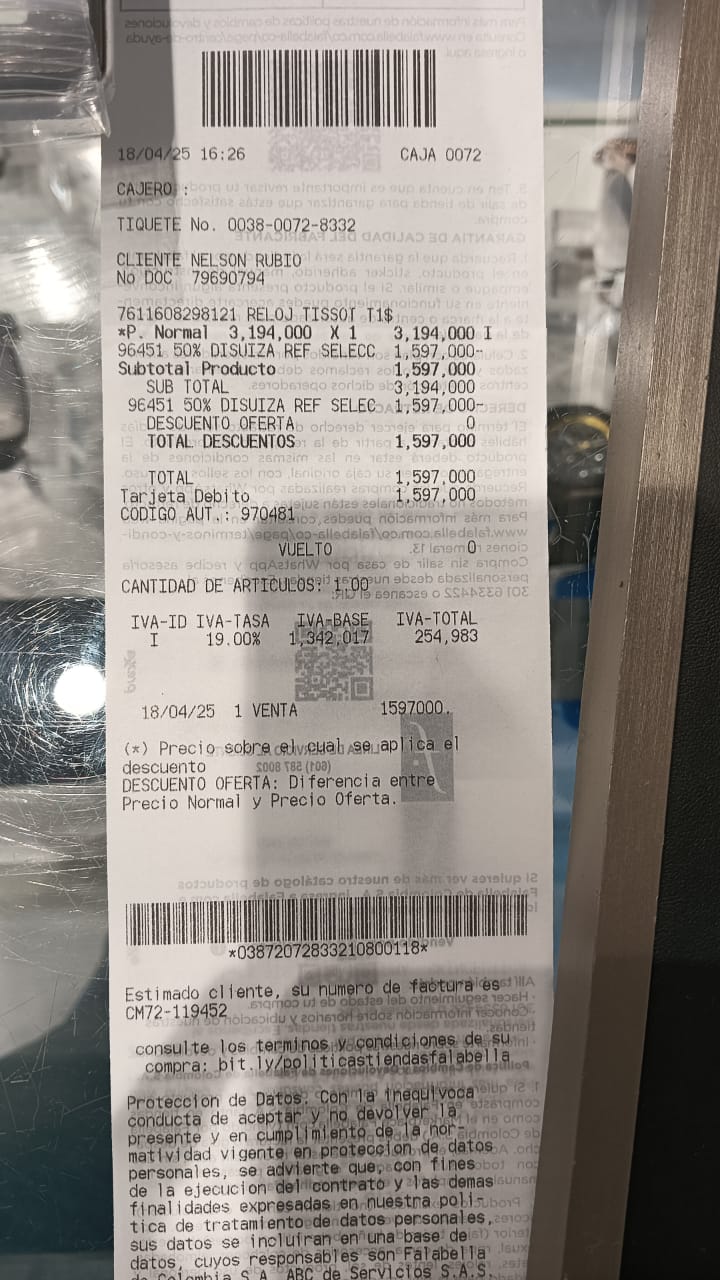 18/04/25 16:26 CAJA 0072
CAJERO :
TIQUETE No. 0038-0072-8332
CLIENTE NELSON RUBIO
No DOC 79690794
7611608298121 RELOJ TISSOT T1$
*P. Normal 3,194,000 X 1 3,194,000 I
96451 50% DISUIZA REF SELECC 1,597,000-
Subtotal Producto 1,597,000
SUB TOTAL 3,194,000
96451 50% DISUIZA REF SELEC 1,597,000-
DESCUENTO OFERTA 0
TOTAL DESCUENTOS 1,597,000
TOTAL 1,597,000
Tarjeta Debito 1,597,000
CODIGO AUT.: 970481
VUELTO 0
CANTIDAD DE ARTICULOS: 1.00
IVA-ID IVA-TASA IVA-BASE IVA-TOTAL
I 19.00% 1,342,017 254,983
18/04/25 1 VENTA 1597000.
(*) Precio sobre el cual se aplica el
descuento
DESCUENTO OFERTA: Diferencia entre
Precio Normal y Precio Oferta.
*03872072833210800118*
Estimado cliente, su numero de factura es
CM72-119452
consulte los terminos y condiciones de su
compra: bit.ly/politicastiendasfalabella
Proteccion de Datos: Con la inequivoca
conducta de aceptar y no devolver la
presente y en cumplimiento de la nor-
matividad vigente en proteccion de datos
personales, se advierte que, con fines
de la ejecucion del contrato y las demas
finalidades expresadas en nuestra poli-
tica de tratamiento de datos personales,
sus datos se incluiran en una base de
datos, cuyos responsables son Falabella
de Colombia S.A. ABC de Servicios S.A.S.